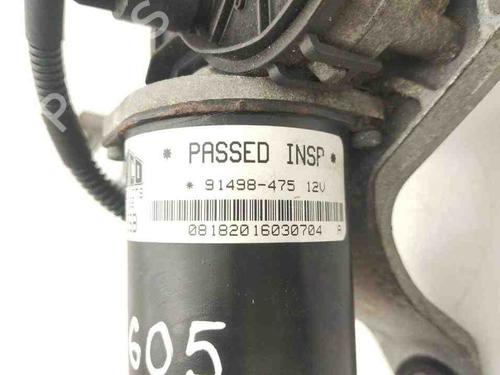 * PASSED INSP *
* 91498-475 12V
08182016030704 A
605